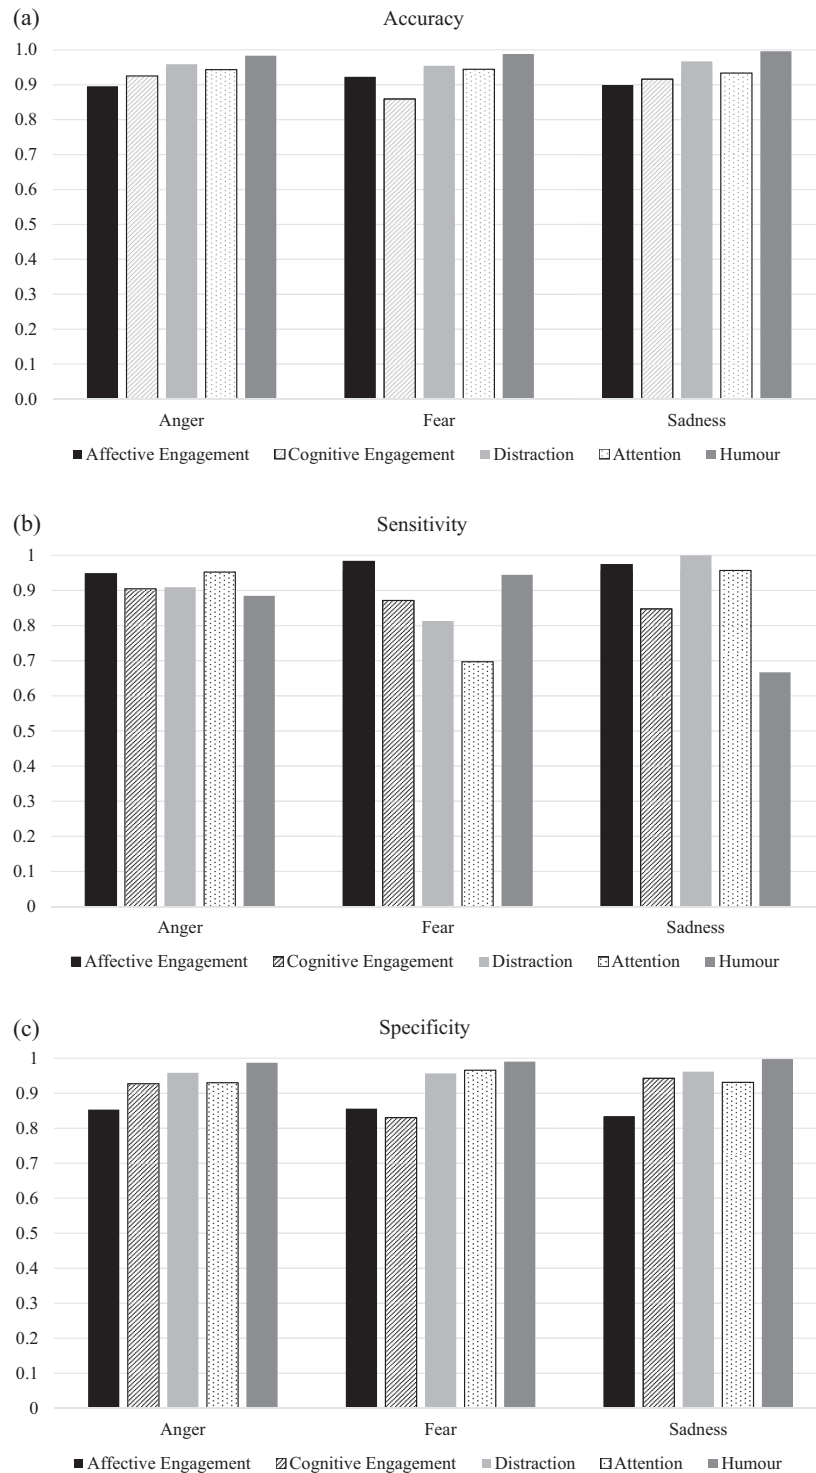 (a)
Accuracy
1.0
0.9
0.8
0.7
0.6
0.5
0.4
0.3
0.2
0.1
0.0
Anger Fear Sadness
Affective Engagement Cognitive Engagement Distraction Attention Humour
(b)
Sensitivity
1
0.9
0.8
0.7
0.6
0.5
0.4
0.3
0.2
0.1
0
Anger Fear Sadness
Affective Engagement Cognitive Engagement Distraction Attention Humour
(c)
Specificity
1
0.9
0.8
0.7
0.6
0.5
0.4
0.3
0.2
0.1
0
Anger Fear Sadness
Affective Engagement Cognitive Engagement Distraction Attention Humour